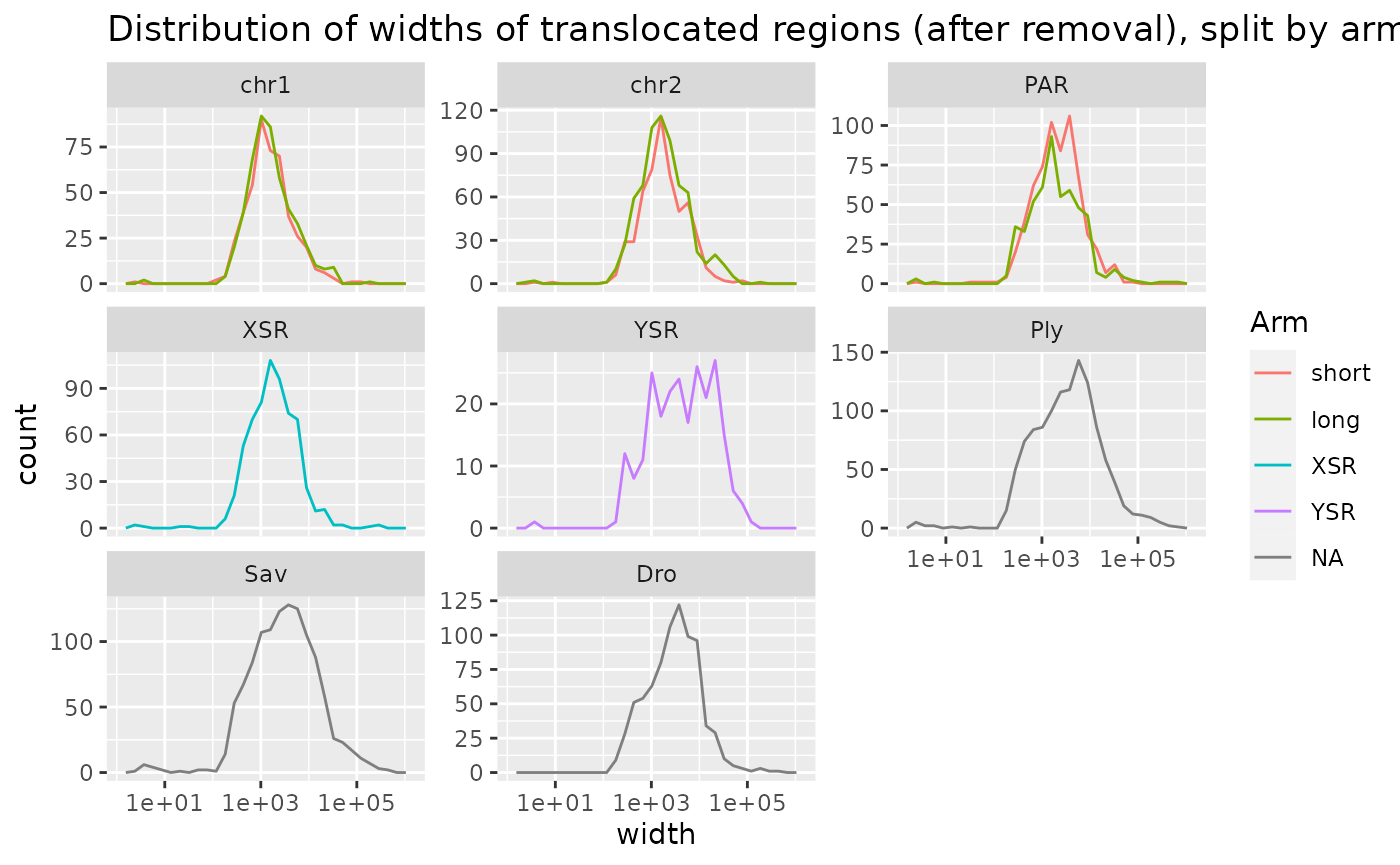 Distribution of widths of translocated regions (after removal), split by arm
chr1
chr2
PAR
75
50
25
0
120
90
60
30
0
100
75
50
25
0
XSR
YSR
Ply
90
60
30
0
20
10
0
150
100
50
0
1e+01 1e+03 1e+05
Sav
Dro
100
50
0
125
100
75
50
25
0
1e+01 1e+03 1e+05
1e+01 1e+03 1e+05
width
count
Arm
short
long
XSR
YSR
NA